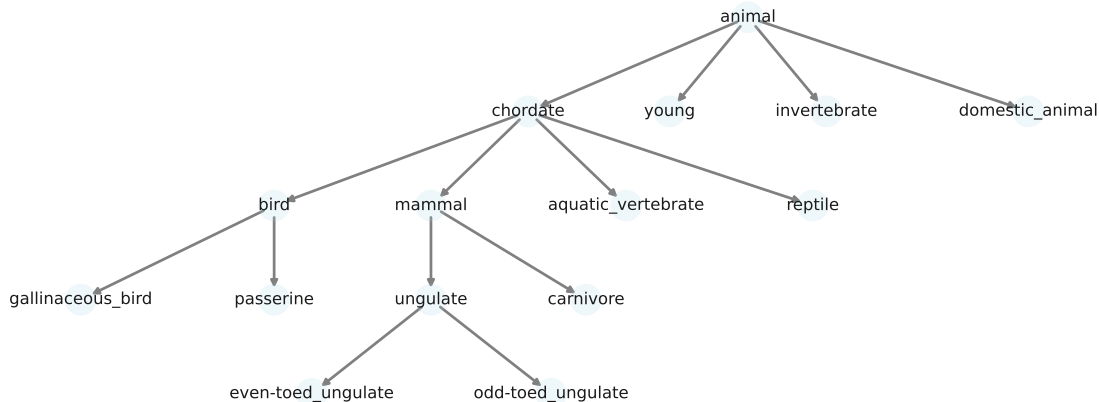 animal
chordate young invertebrate domestic_animal
bird mammal aquatic_vertebrate reptile
gallinaceous_bird passerine ungulate carnivore
even-toed_ungulate odd-toed_ungulate